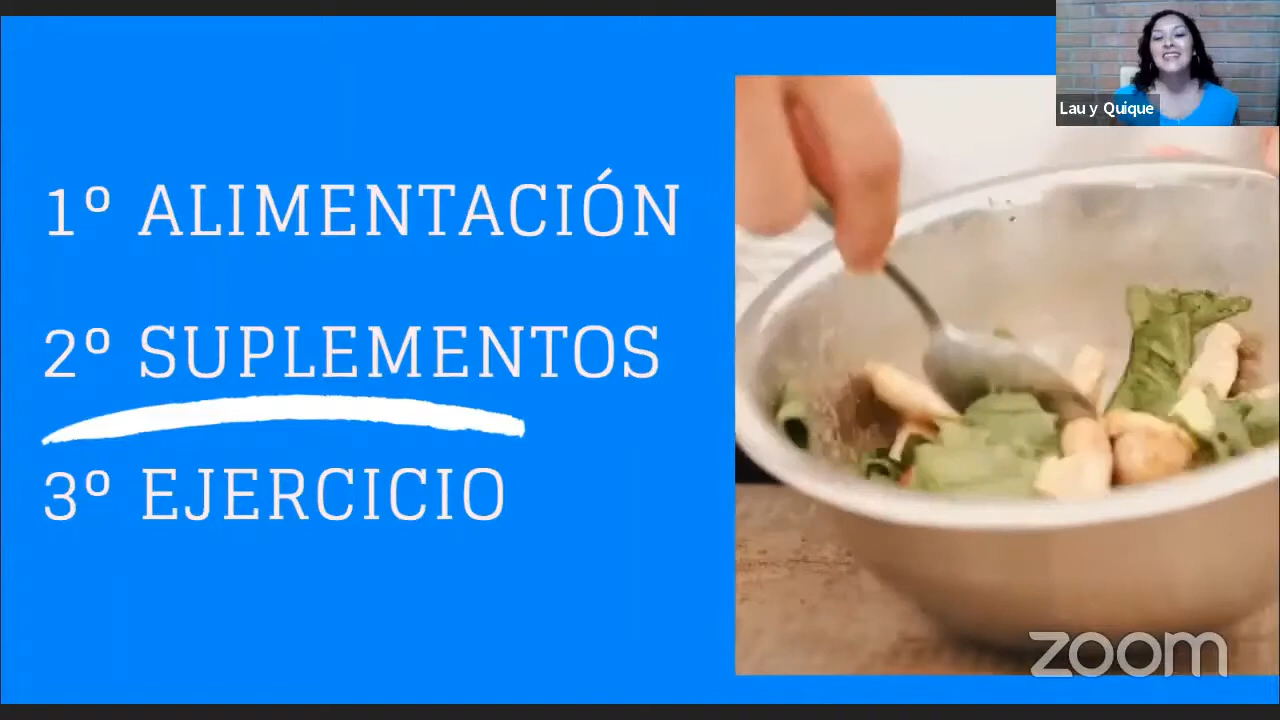 Lau y Quique
1º ALIMENTACIÓN
2º SUPLEMENTOS
3º EJERCICIO
zoom